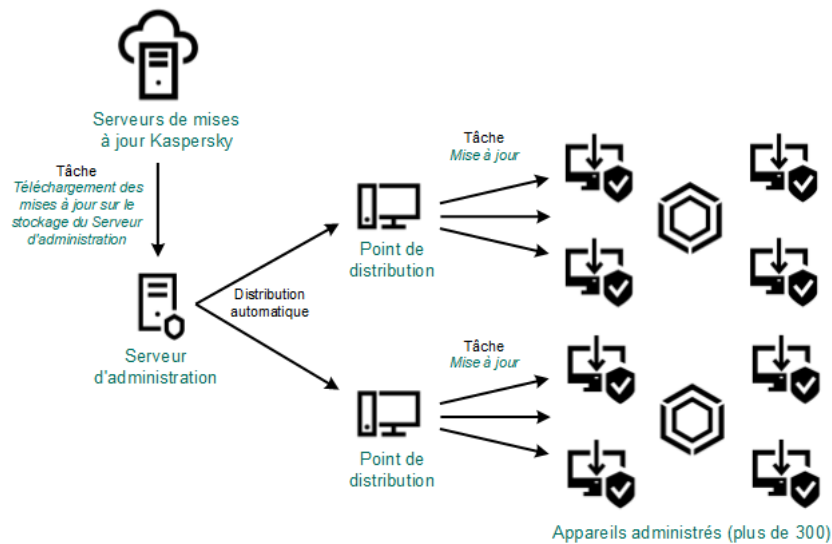 Serveurs de mises
à jour Kaspersky
Tâche
Téléchargement des
mises à jour sur le
stockage du Serveur
d'administration
Serveur
d'administration
Distribution
automatique
Point de
distribution
Tâche
Mise à jour
Point de
distribution
Tâche
Mise à jour
Appareils administrés (plus de 300)